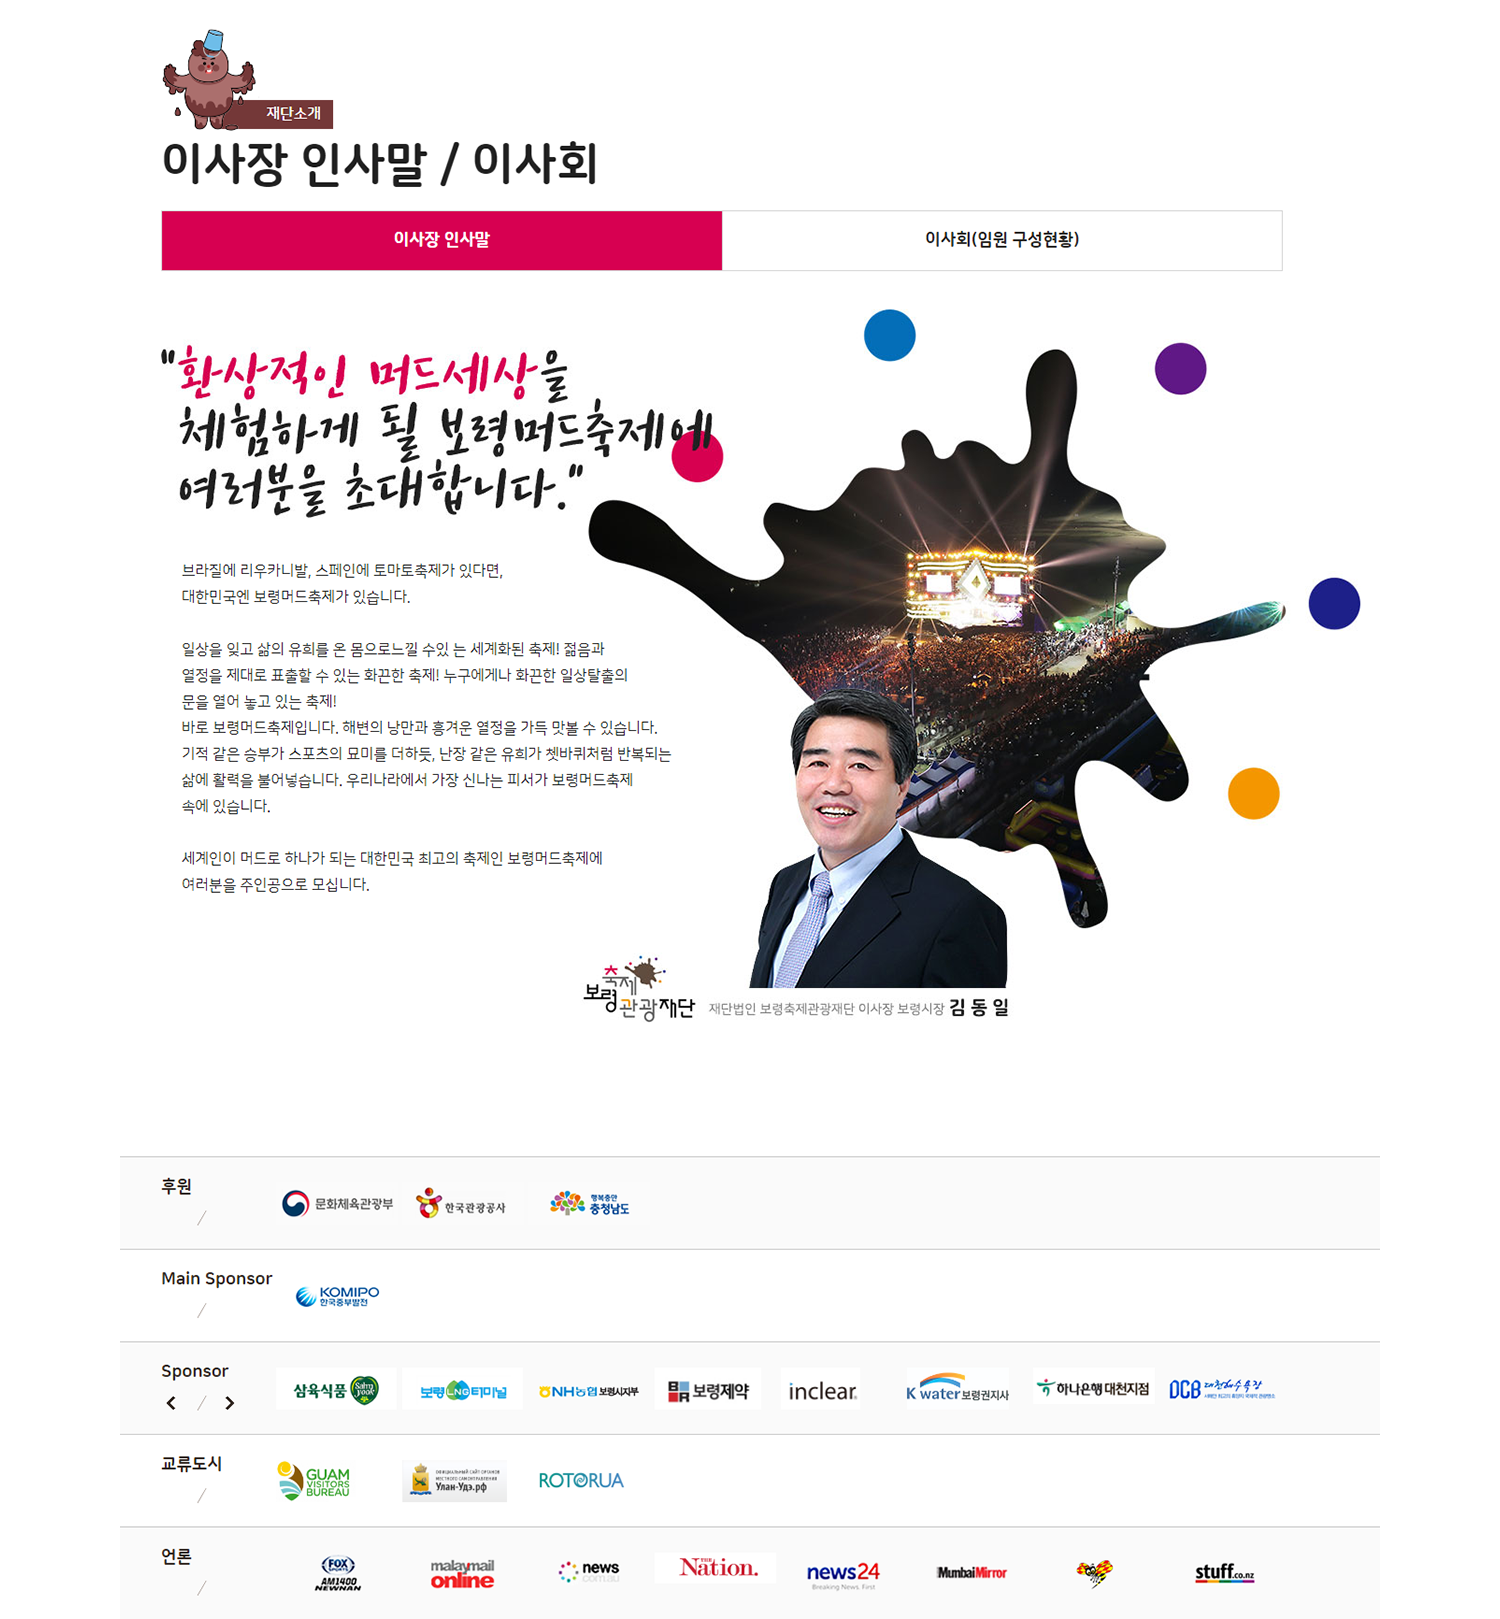 재단소개
이사장 인사말 / 이사회
이사장 인사말
이사회(임원 구성현황)
"환상적인 머드세상을
체험하게 될 보령머드축제에
여러분을 초대합니다."
브라질에 리우카니발, 스페인에 토마토축제가 있다면,
대한민국엔 보령머드축제가 있습니다.
일상을 잊고 삶의 유희를 온 몸으로느낄 수있 는 세계화된 축제! 젊음과
열정을 제대로 표출할 수 있는 화끈한 축제! 누구에게나 화끈한 일상탈출의
문을 열어 놓고 있는 축제!
바로 보령머드축제입니다. 해변의 낭만과 흥겨운 열정을 가득 맛볼 수 있습니다.
기적 같은 승부가 스포츠의 묘미를 더하듯, 난장 같은 유희가 쳇바퀴처럼 반복되는
삶에 활력을 불어넣습니다. 우리나라에서 가장 신나는 피서가 보령머드축제
속에 있습니다.
세계인이 머드로 하나가 되는 대한민국 최고의 축제인 보령머드축제에
여러분을 주인공으로 모십니다.
보령축제관광재단
재단법인 보령축제관광재단 이사장 보령시장 김 동 일
후원
/
문화체육관광부
한국관광공사
행복충만
충청남도
Main Sponsor
/
KOMIPO
한국중부발전
Sponsor
/
삼육식품 Sahm yook
보령LNG터미널
NH농협 보령시지부
BR 보령제약
inclear
K water 보령권지사
하나은행 대천지점
DCB 대천해수욕장
교류도시
/
GUAM
VISITORS
BUREAU
ОФИЦИАЛЬНЫЙ САЙТ ОРГАНОВ
МЕСТНОГО САМОУПРАВЛЕНИЯ
Улан-Удэ.рф
ROTORUA
언론
/
FOX
SPORTS
AM1400
NEWNAN
malaymail
online
news
com.au
THE Nation.
news24
Breaking News. First
MumbaiMirror
stuff.co.nz